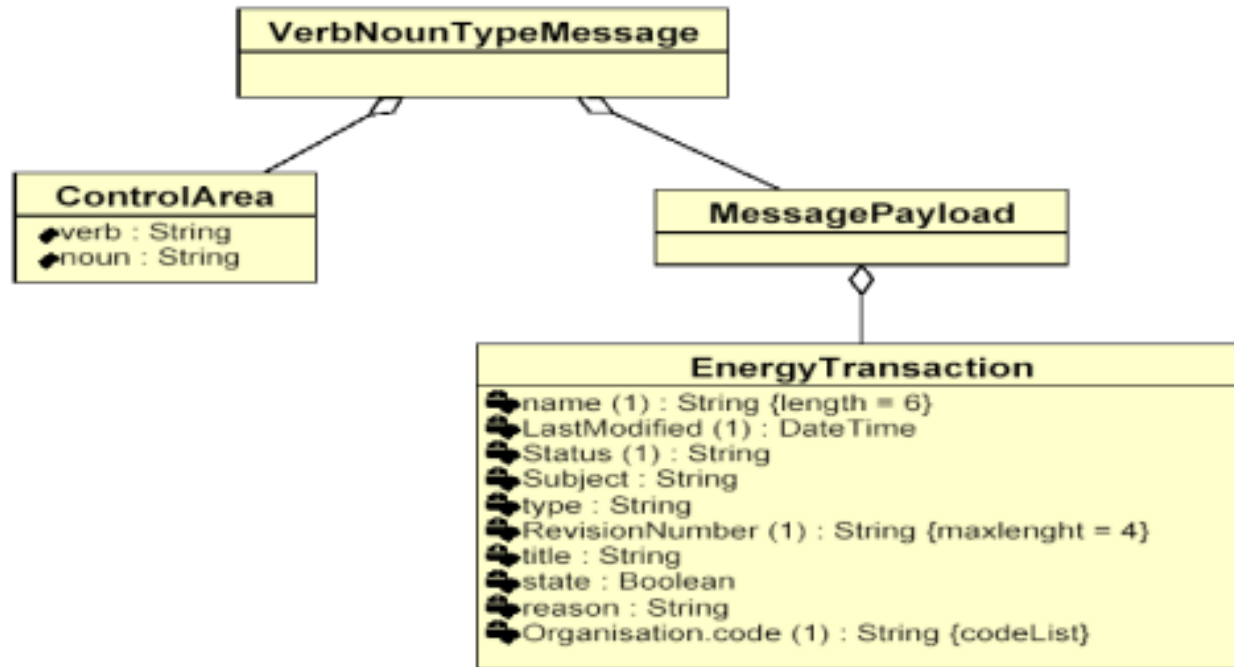 VerbNounTypeMessage
ControlArea
verb : String
noun : String
MessagePayload
EnergyTransaction
name (1) : String {length = 6}
LastModified (1) : DateTime
Status (1) : String
Subject : String
type : String
RevisionNumber (1) : String {maxlenght = 4}
title : String
state : Boolean
reason : String
Organisation.code (1) : String {codeList}